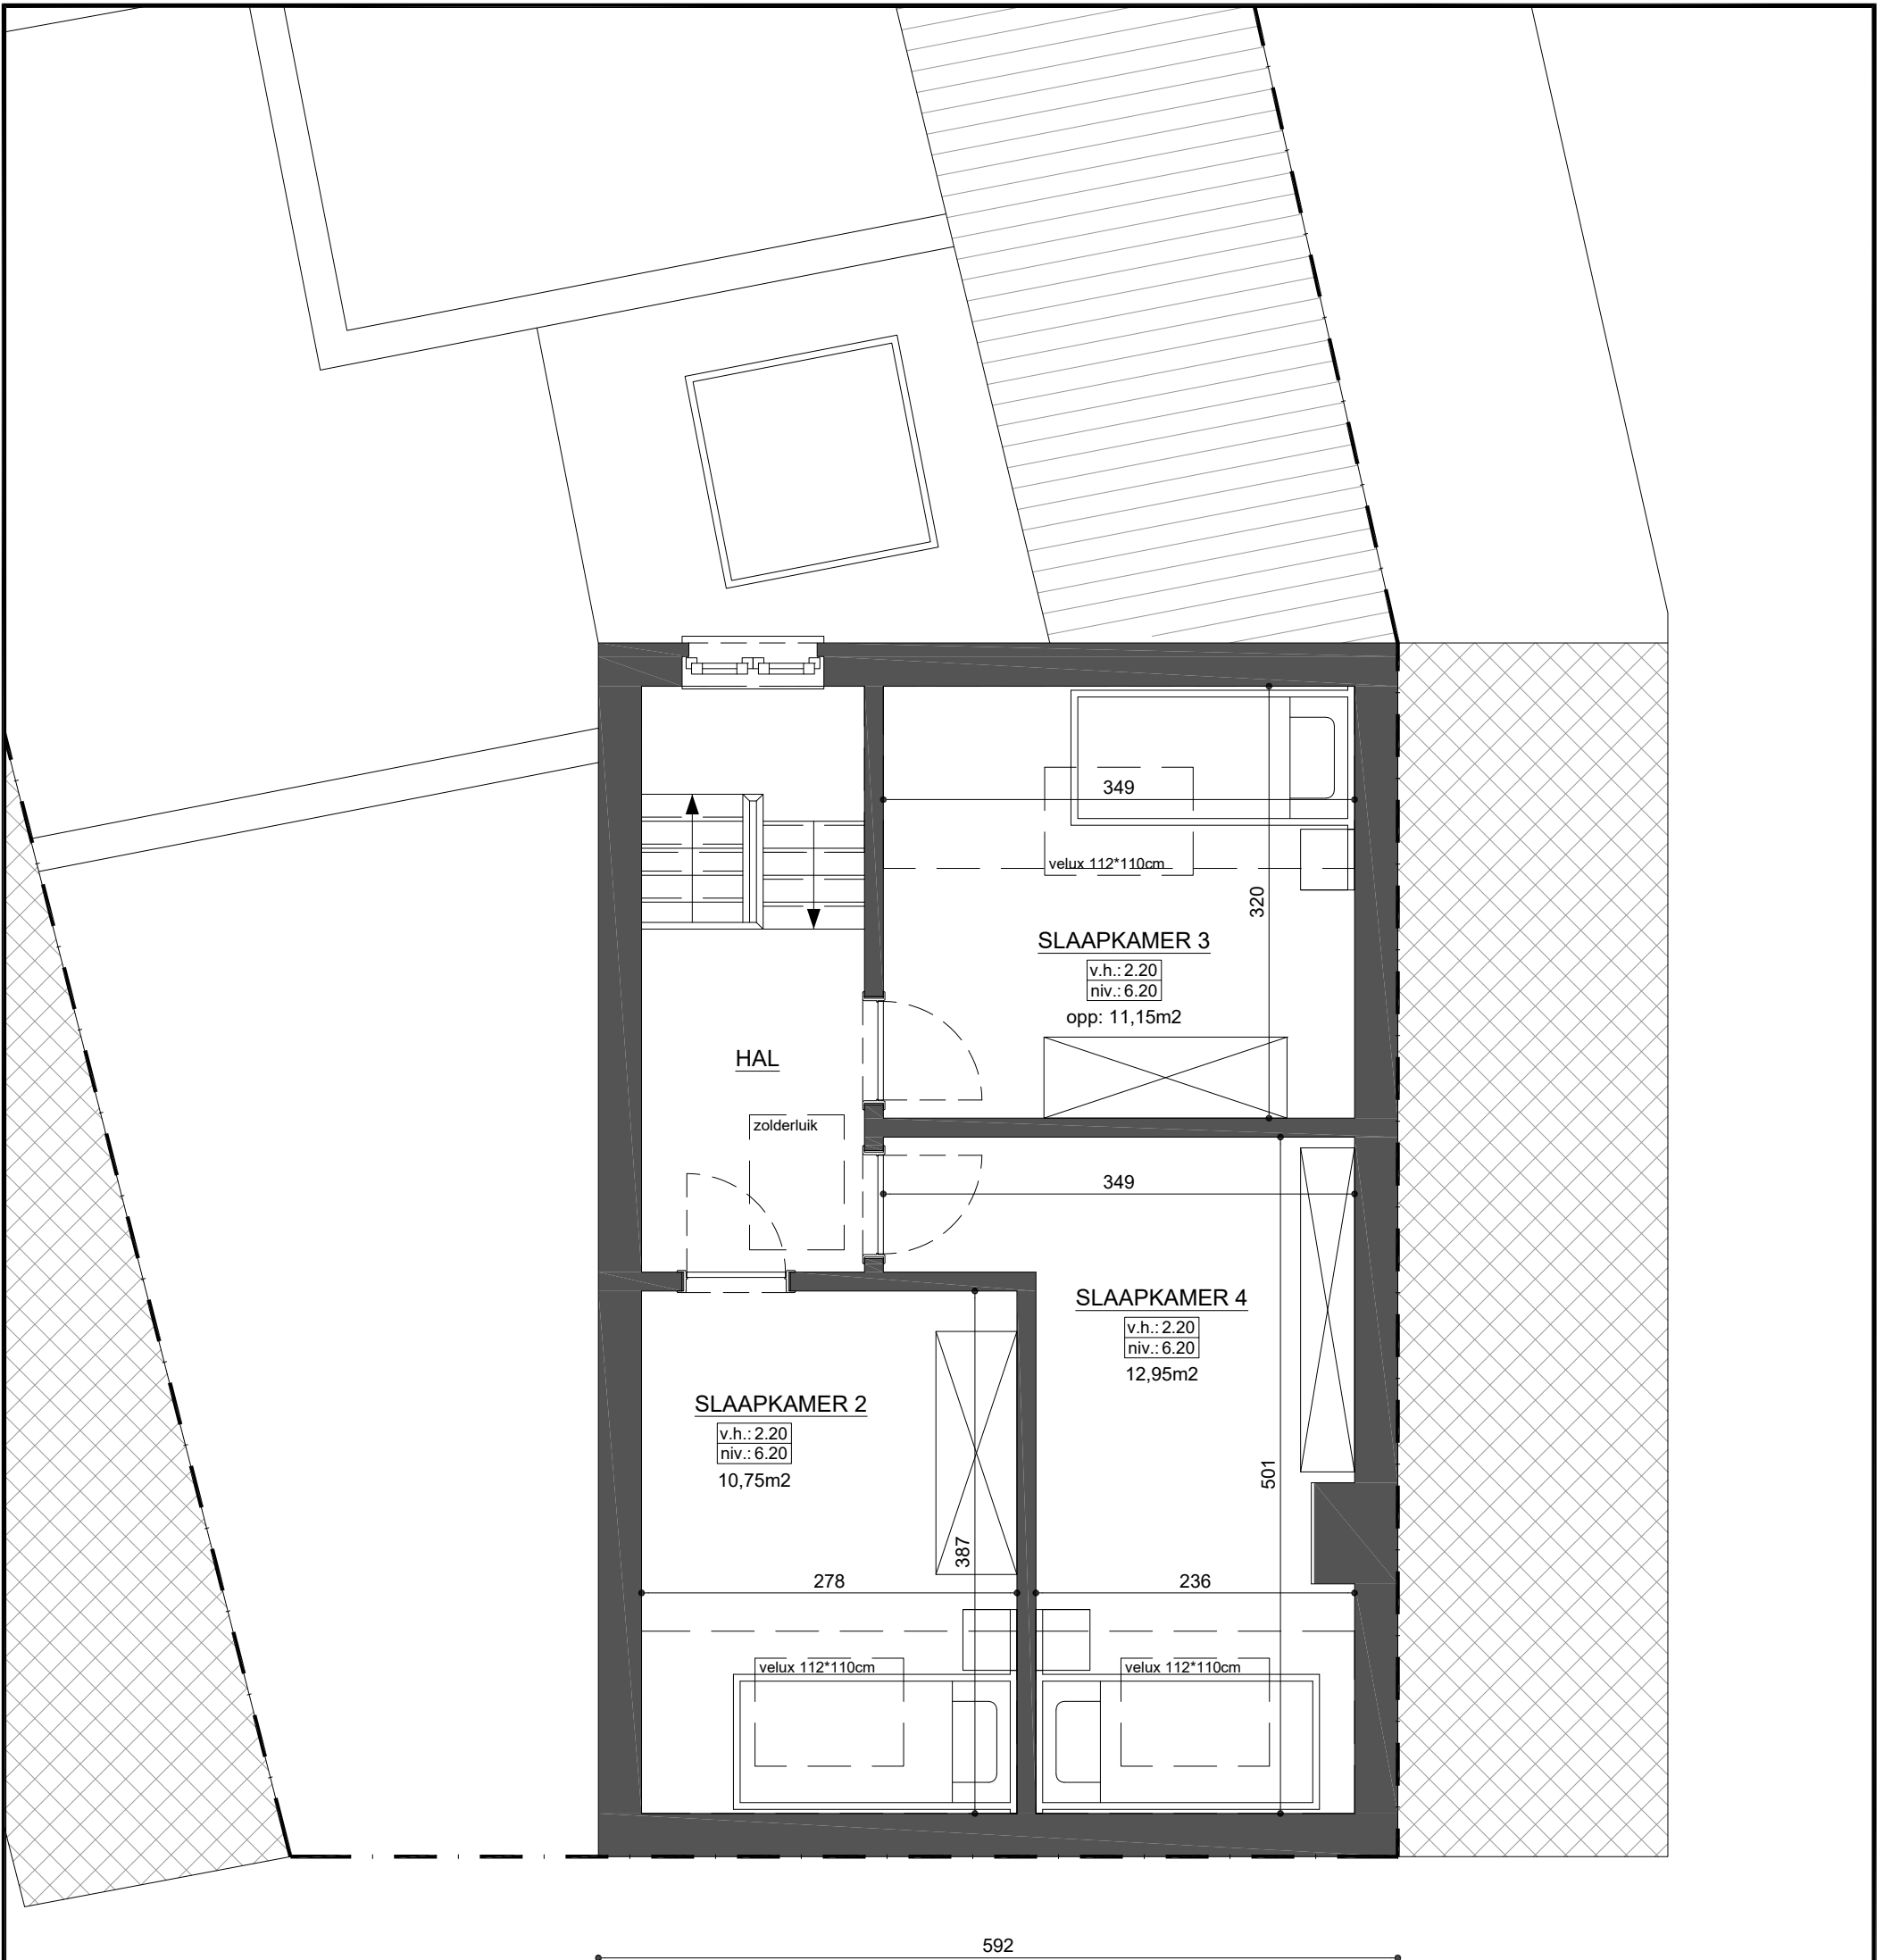 349
velux 112*110cm
320
SLAAPKAMER 3
v.h.: 2.20
niv.: 6.20
opp: 11,15m2
HAL
zolderluik
349
SLAAPKAMER 4
v.h.: 2.20
niv.: 6.20
12,95m2
SLAAPKAMER 2
v.h.: 2.20
niv.: 6.20
10,75m2
501
387
278
236
velux 112*110cm
velux 112*110cm
592